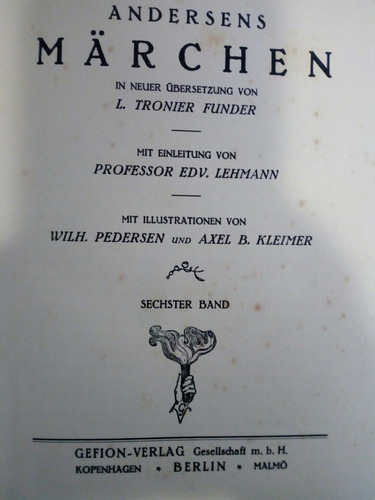 ANDERSENS
MÄRCHEN
IN NEUER ÜBERSETZUNG VON
L. TRONIER FUNDER
MIT EINLEITUNG VON
PROFESSOR EDV. LEHMANN
MIT ILLUSTRATIONEN VON
WILH. PEDERSEN UND AXEL B. KLEIMER
SECHSTER BAND
GEFION-VERLAG Gesellschaft m. b. H.
KOPENHAGEN * BERLIN * MALMÖ